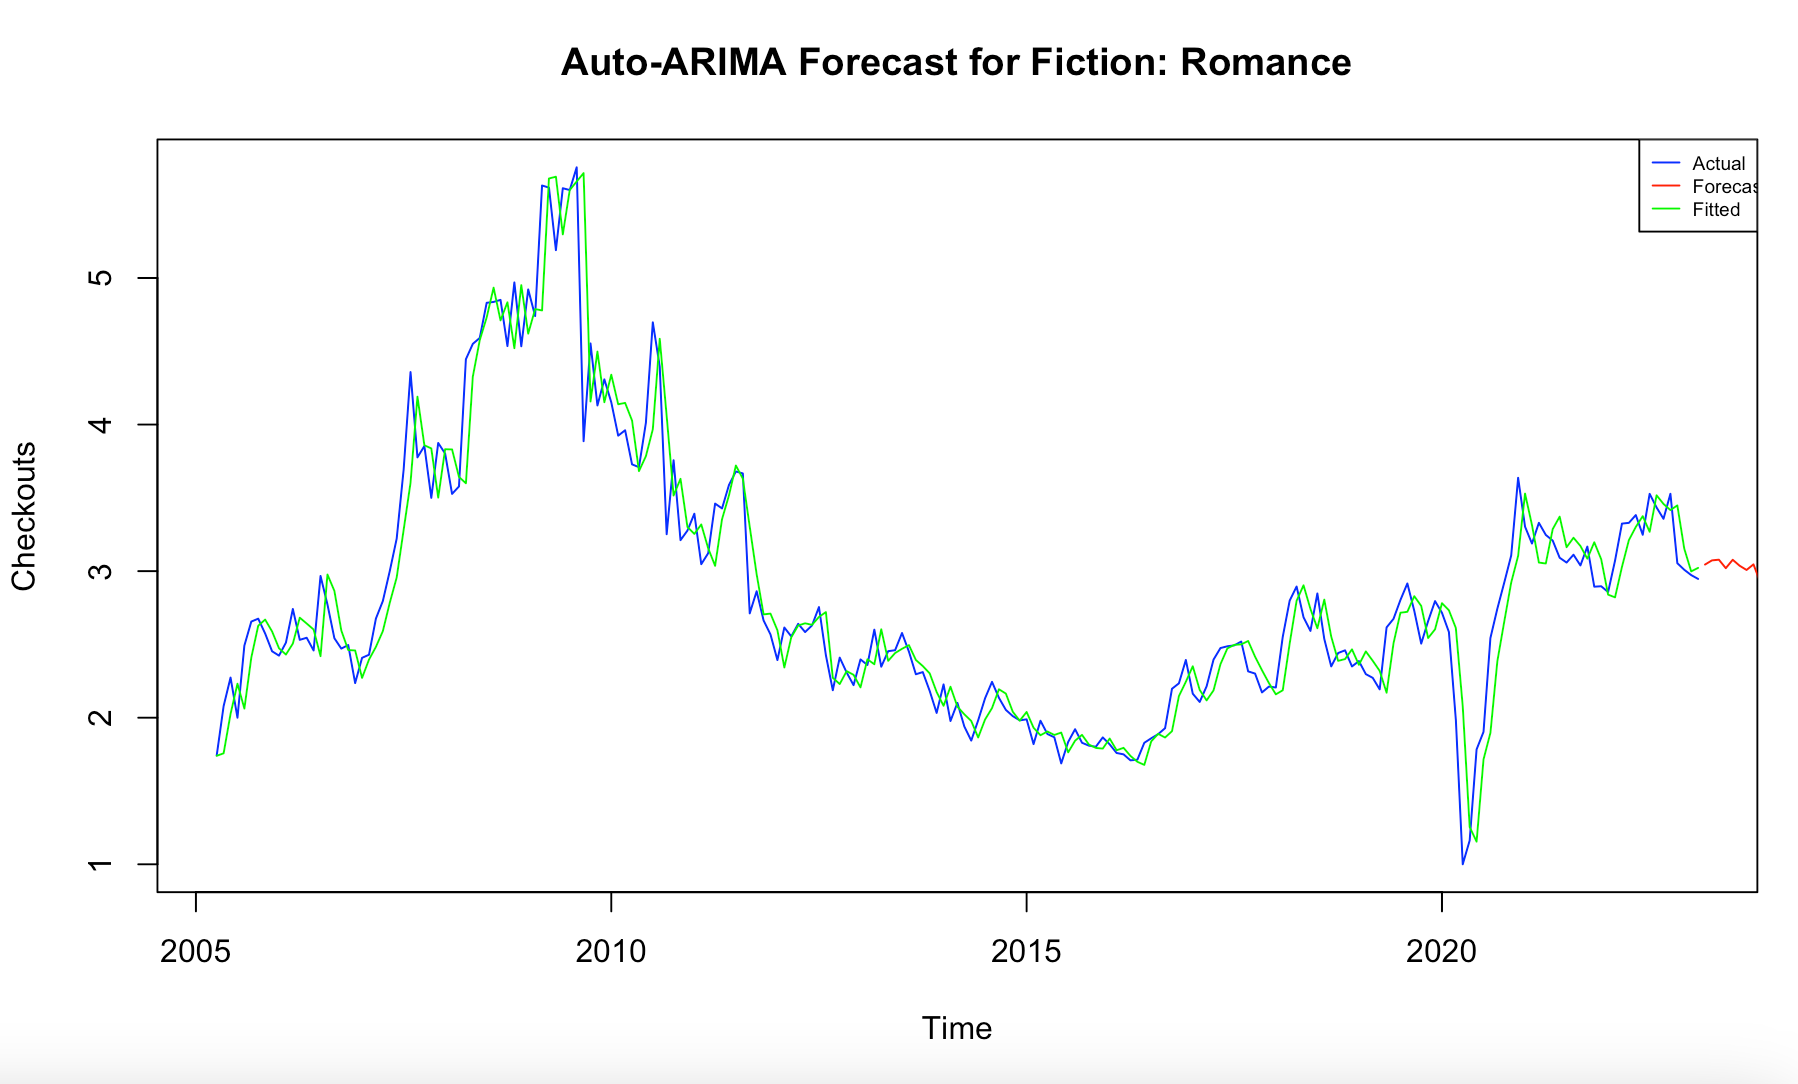 Auto-ARIMA Forecast for Fiction: Romance
Actual
Forecas
Fitted
Checkouts
5
4
3
2
1
2005 2010 2015 2020
Time